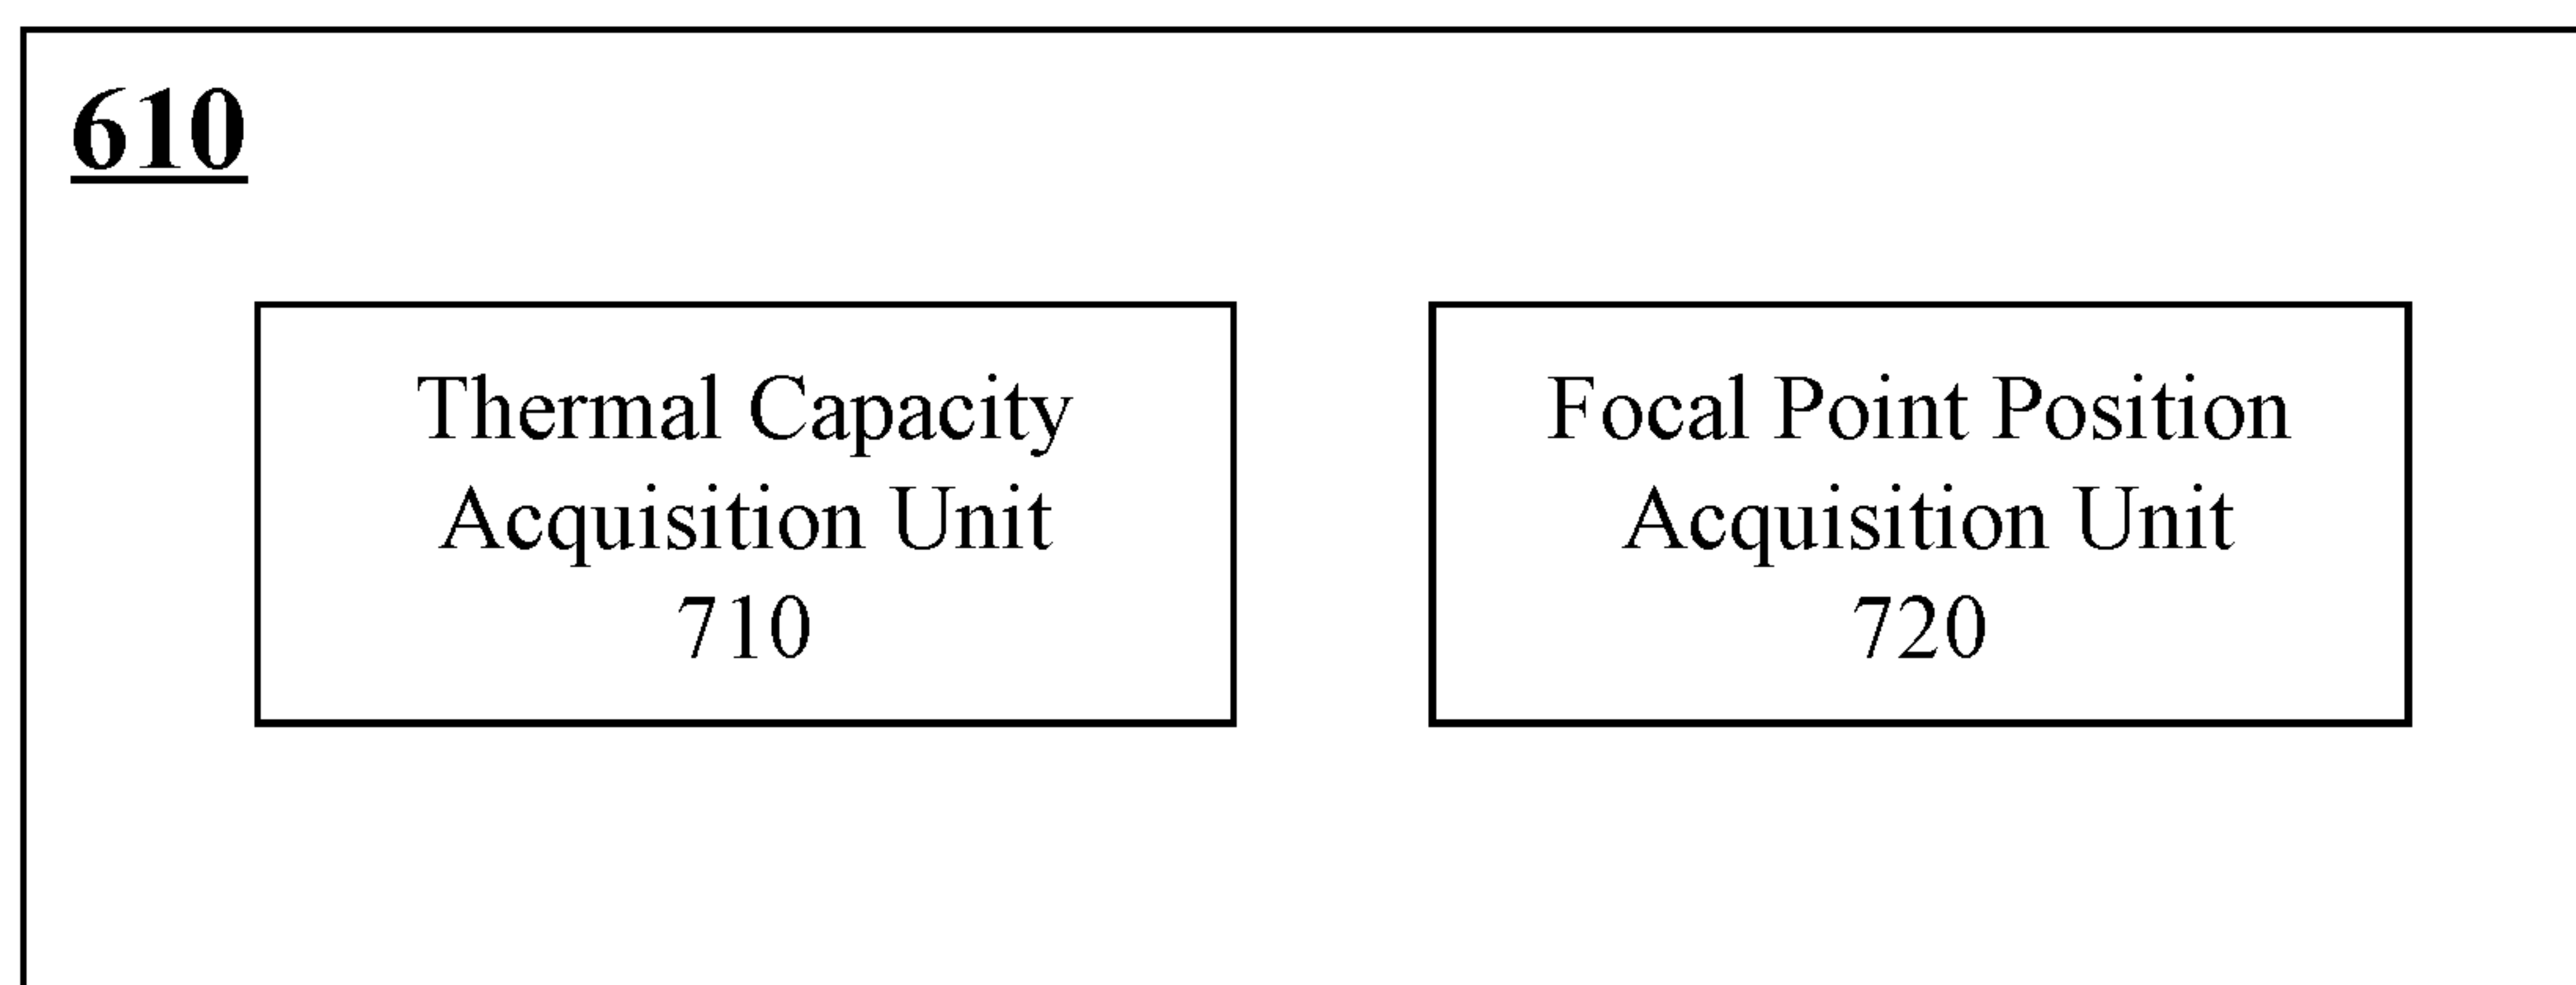 610
Thermal Capacity
Acquisition Unit
710
Focal Point Position
Acquisition Unit
720